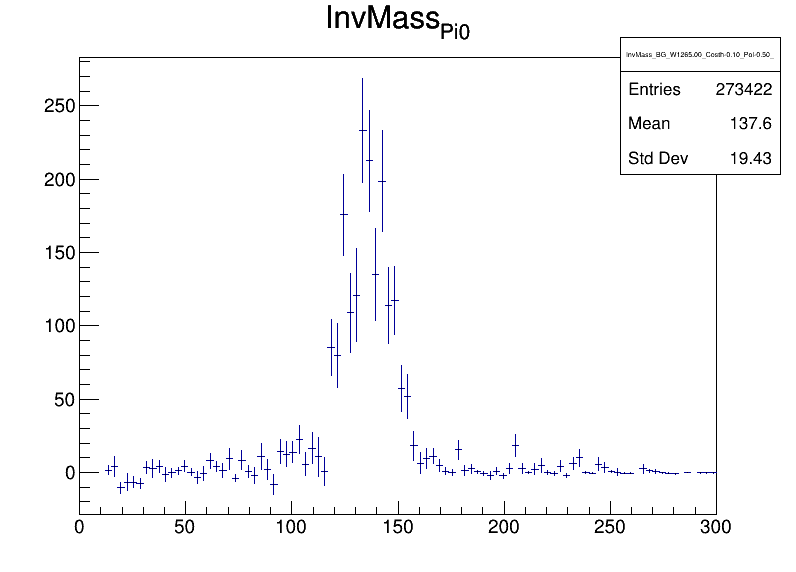 InvMassPi0
InvMass_BG_W1265.00_Costh-0.10_Pol-0.50_
Entries 273422
Mean 137.6
Std Dev 19.43
250
200
150
100
50
0
0 50 100 150 200 250 300